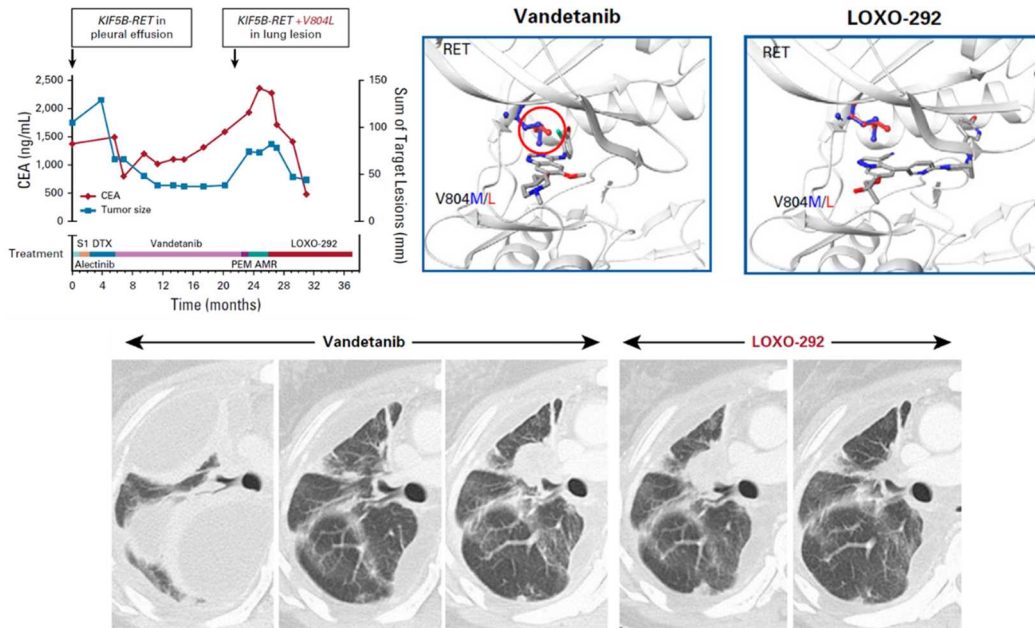 KIF5B-RET in
pleural effusion
KIF5B-RET +V804L
in lung lesion
CEA (ng/mL)
2,500
2,000
1,500
1,000
500
0
CEA
Tumor size
150
100
50
0
Sum of Target Lesions (mm)
Treatment
S1 DTX Vandetanib LOXO-292
Alectinib PEM AMR
0 4 8 12 16 20 24 28 32 36
Time (months)
Vandetanib
RET
V804M/L
LOXO-292
RET
V804M/L
Vandetanib
LOXO-292